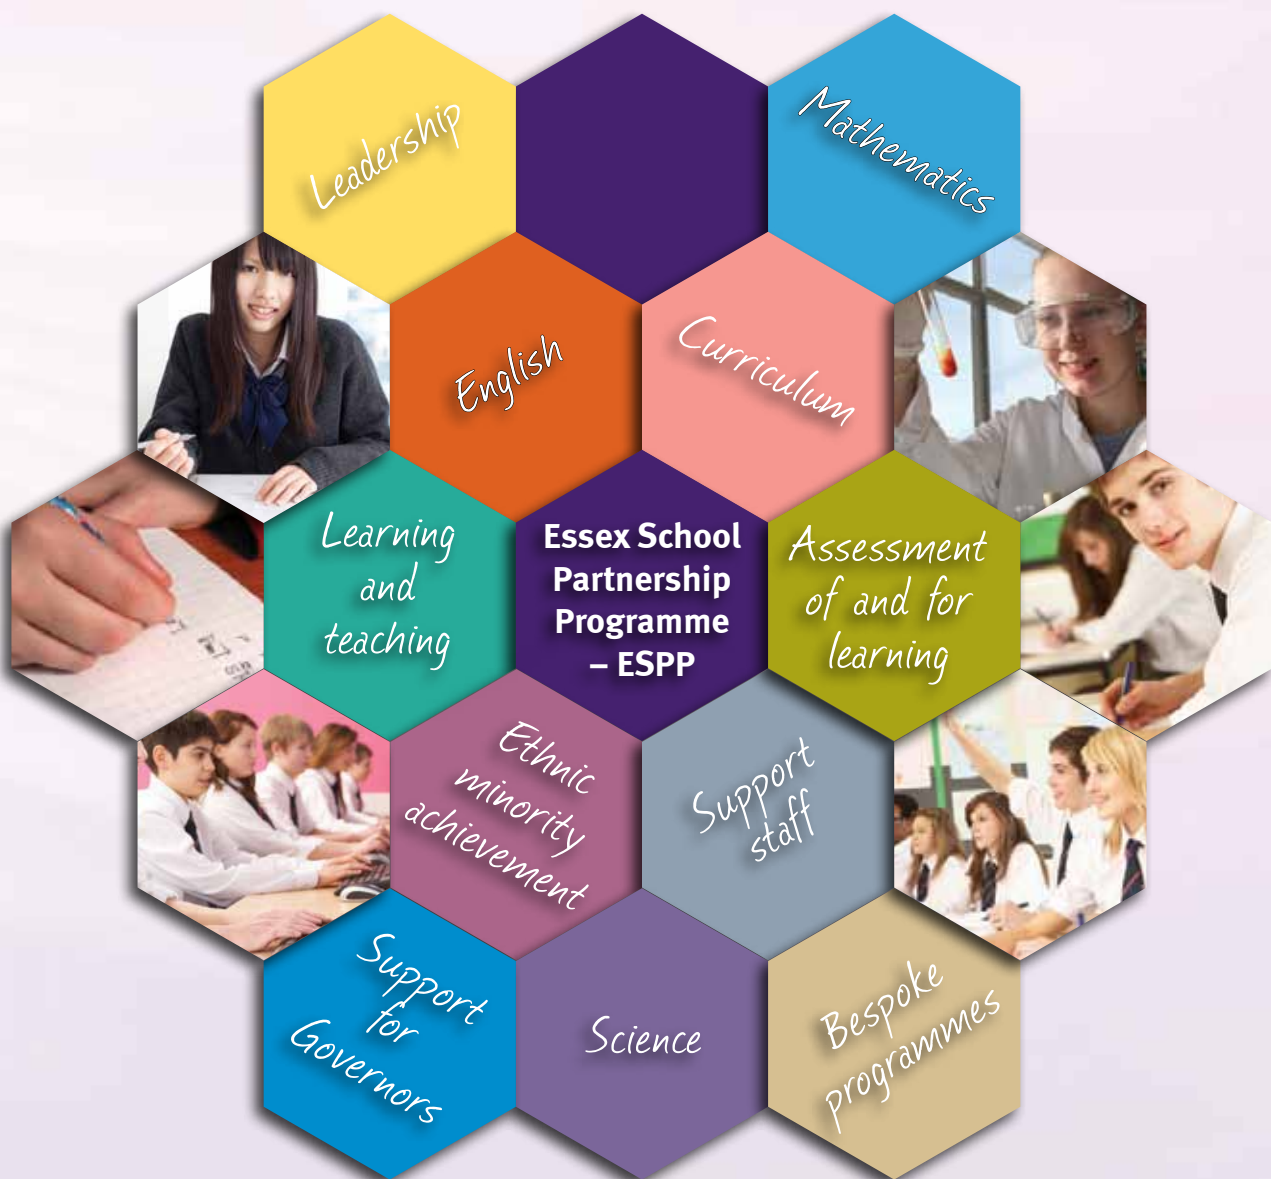 Leadership
Mathematics
English
Curriculum
Learning
and
teaching
Essex School
Partnership
Programme
– ESPP
Assessment
of and for
learning
Ethnic
minority
achievement
Support
staff
Support
for
Governors
Science
Bespoke
programmes